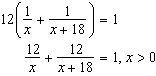 12(1/x + 1/(x + 18)) = 1
12/x + 12/(x + 18) = 1, x > 0